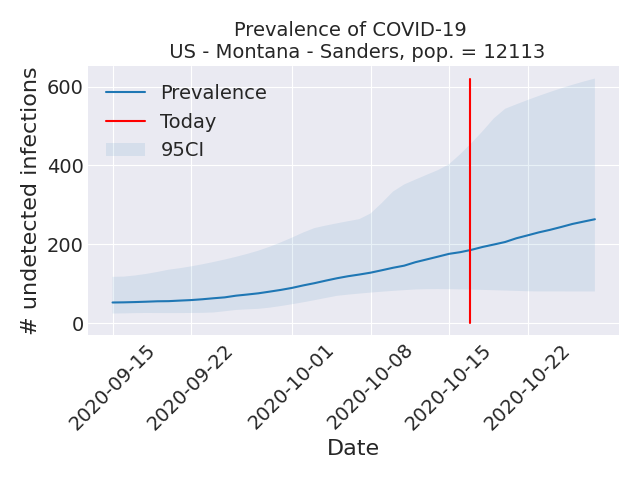 Prevalence of COVID-19
US - Montana - Sanders, pop. = 12113
# undetected infections
600
400
200
0
Prevalence
Today
95CI
2020-09-15
2020-09-22
2020-10-01
2020-10-08
2020-10-15
2020-10-22
Date